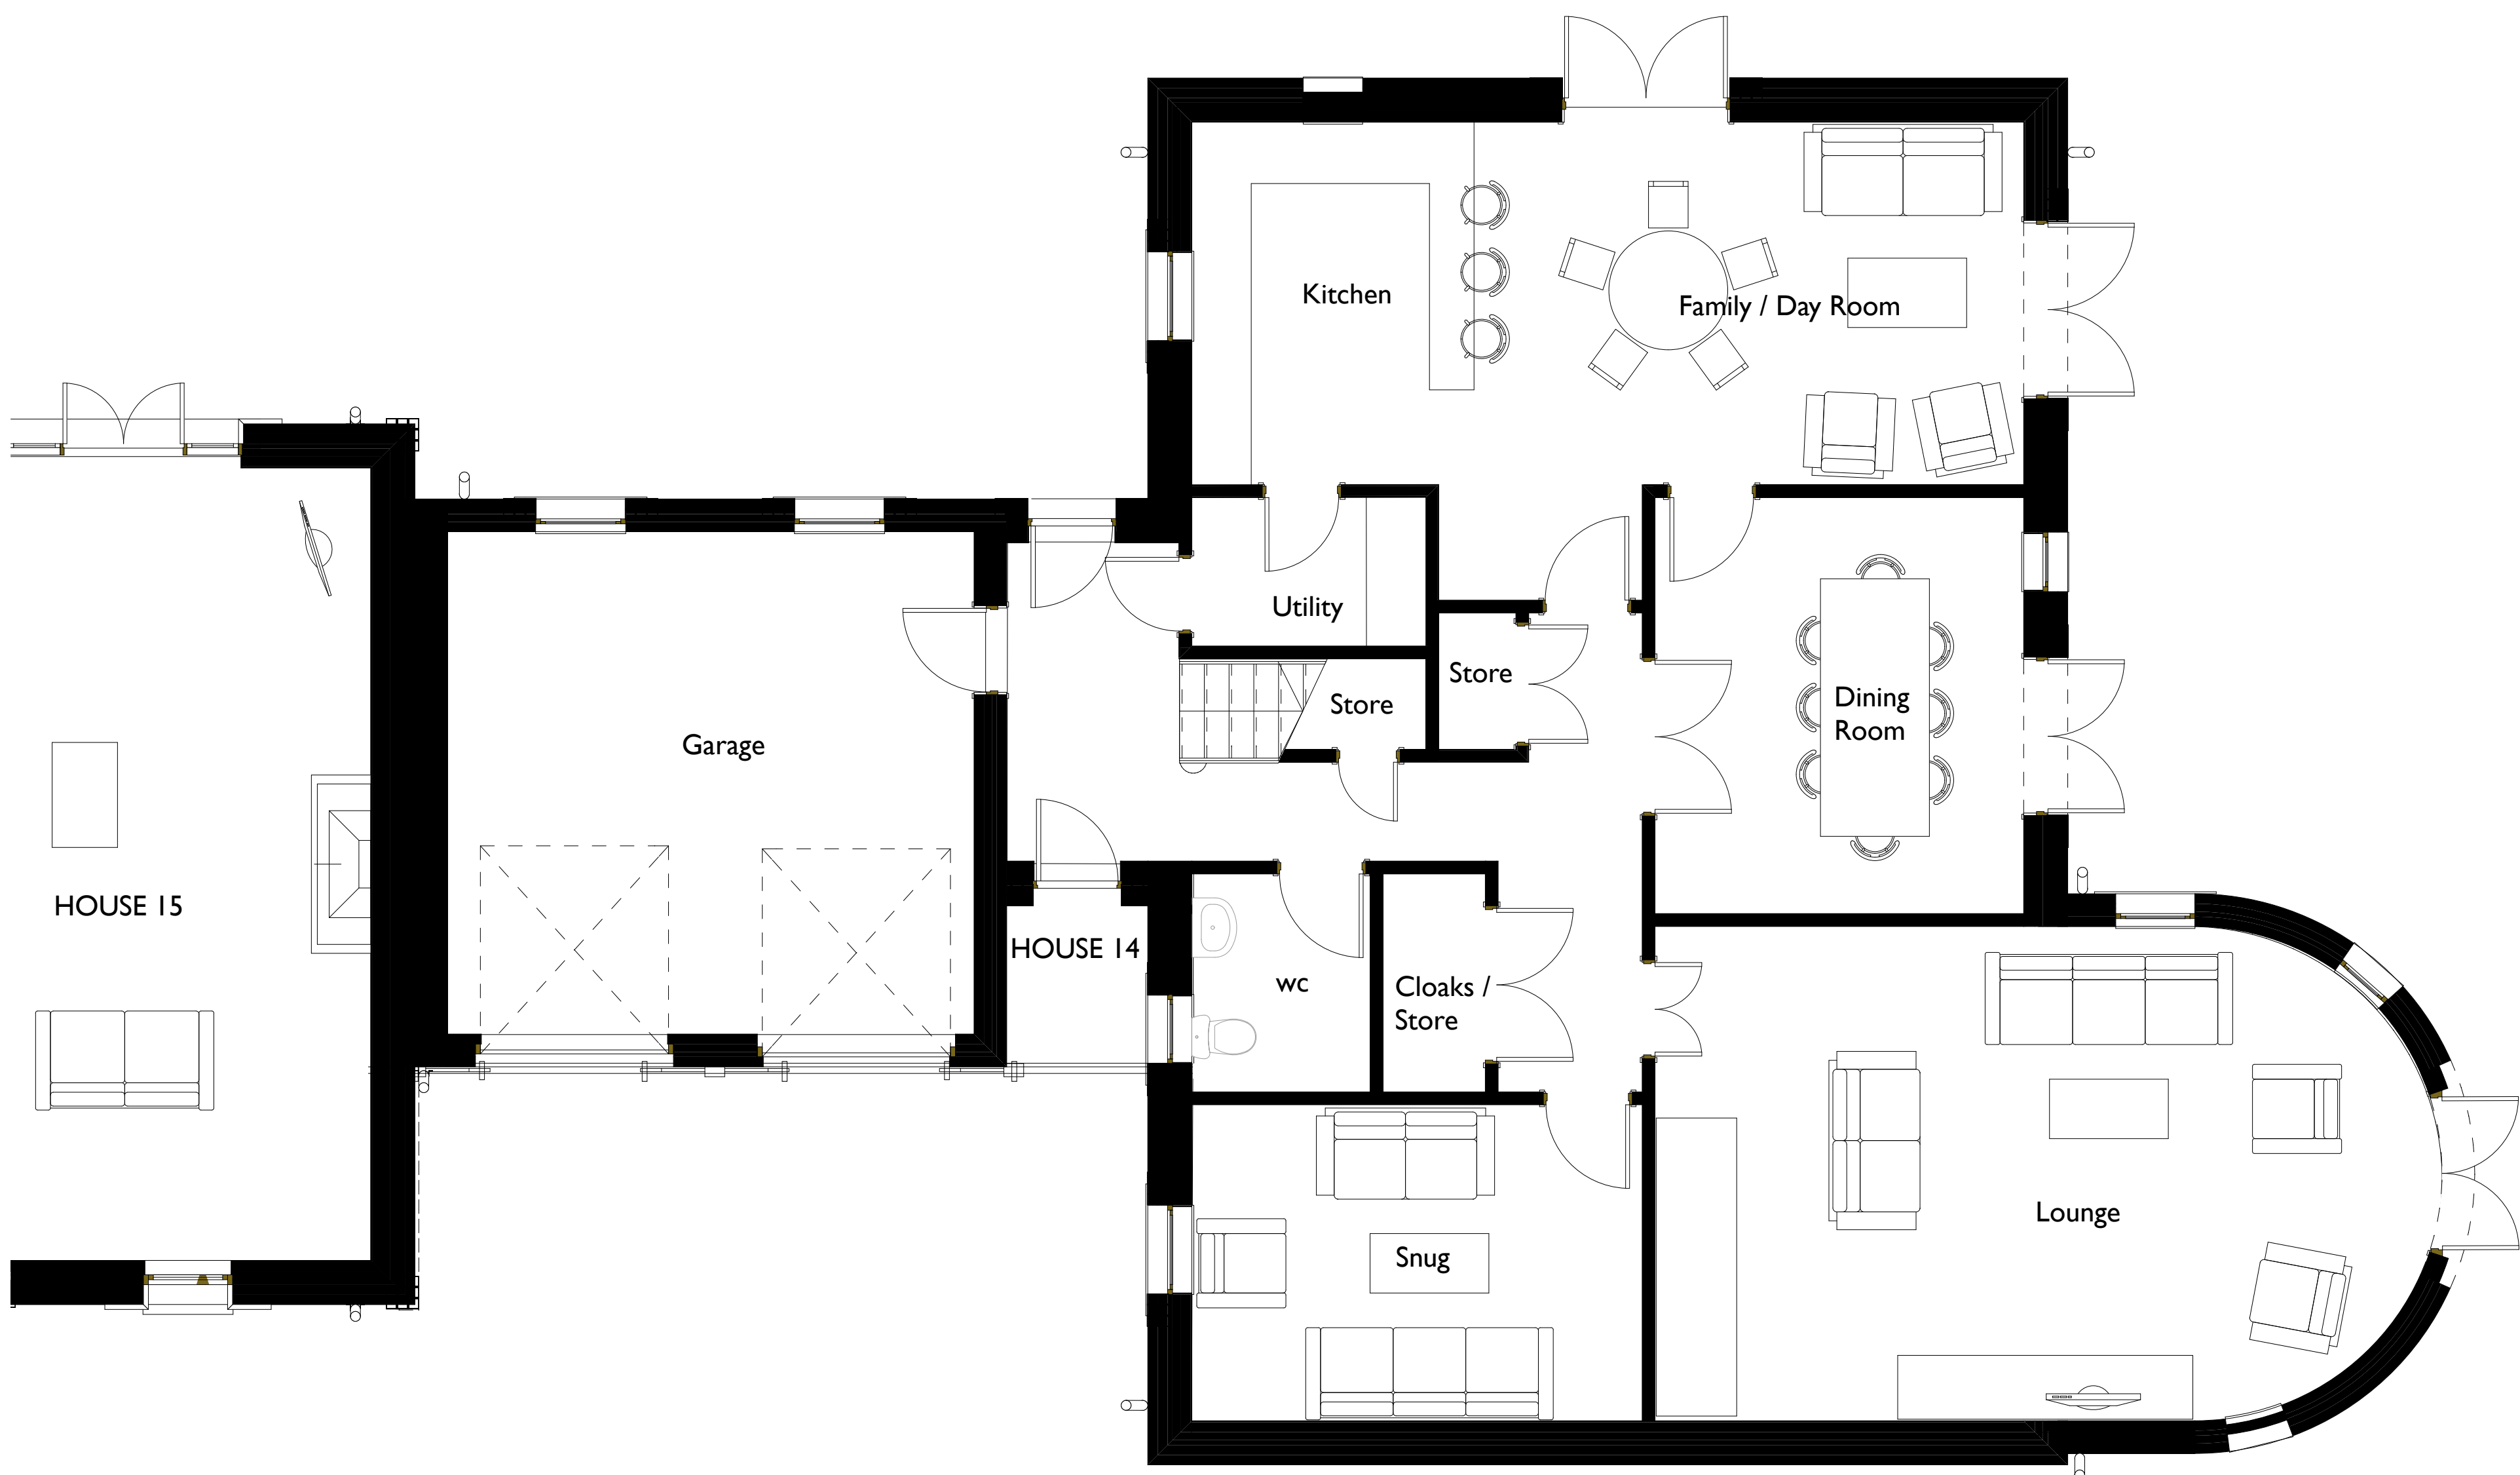 Kitchen
Family / Day Room
Utility
Store
Store
Dining
Room
Garage
HOUSE 15
HOUSE 14
wc
Cloaks /
Store
Lounge
Snug